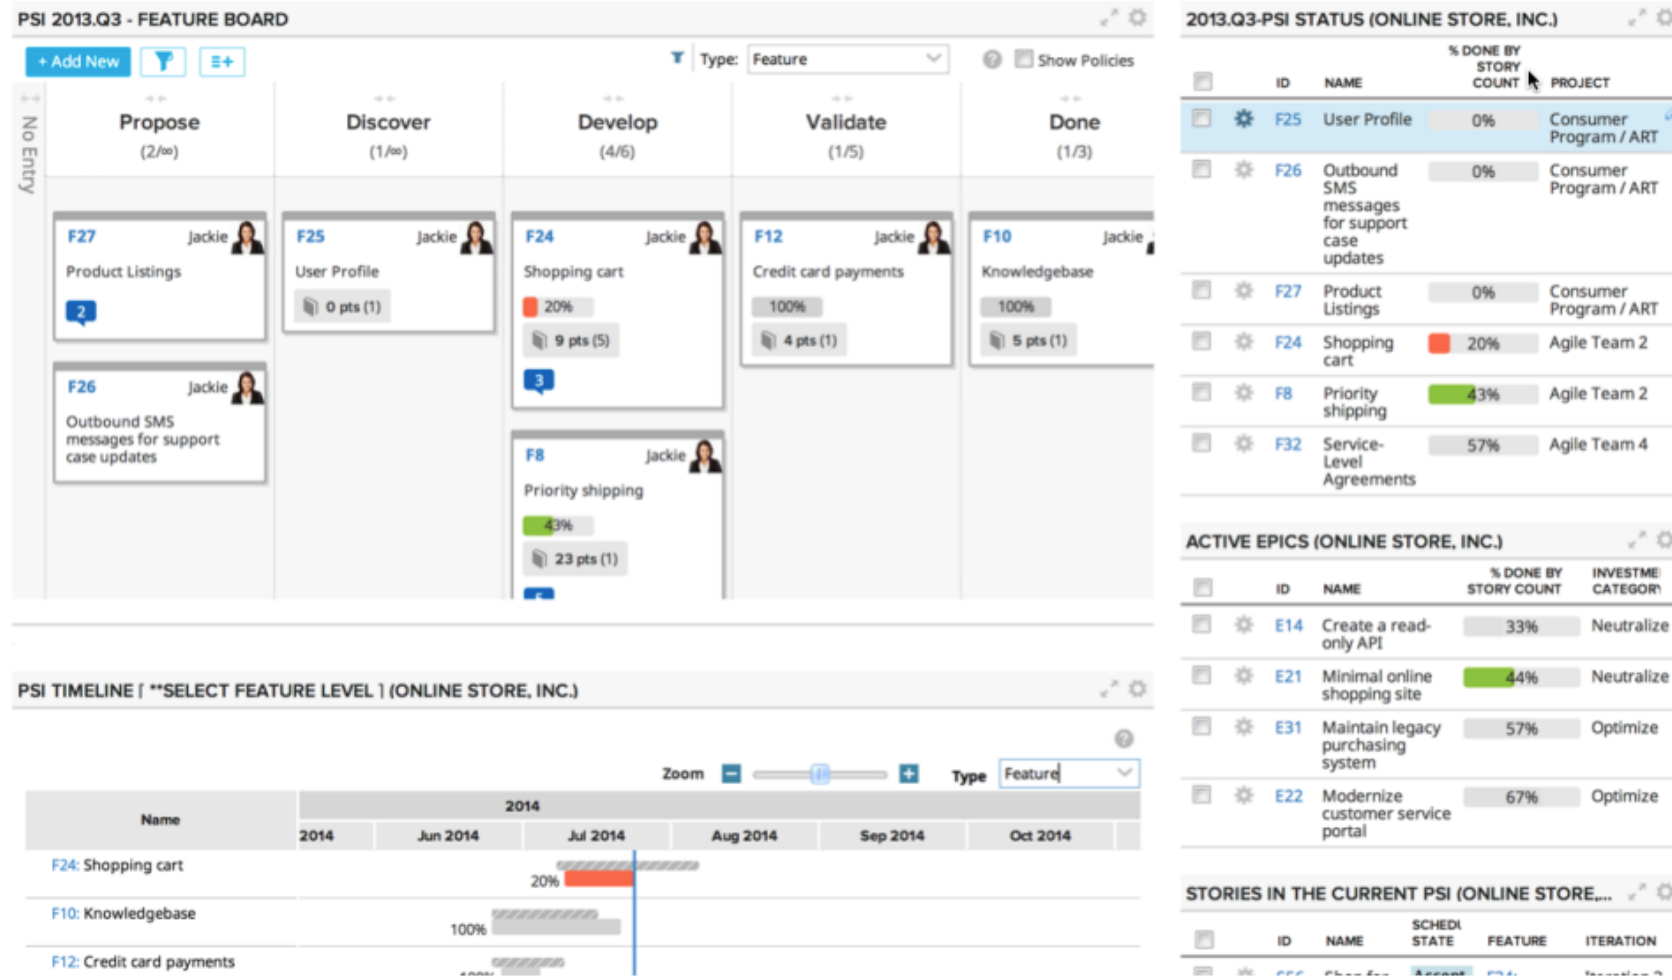 PSI 2013.Q3 - FEATURE BOARD
+ Add New
Type: Feature
Show Policies
No Entry
Propose
(2/∞)
Discover
(1/∞)
Develop
(4/6)
Validate
(1/5)
Done
(1/3)
F27 Jackie
Product Listings
2
F26 Jackie
Outbound SMS
messages for support
case updates
F25 Jackie
User Profile
0 pts (1)
F24 Jackie
Shopping cart
20%
9 pts (5)
3
F8 Jackie
Priority shipping
43%
23 pts (1)
F12 Jackie
Credit card payments
100%
4 pts (1)
F10 Jackie
Knowledgebase
100%
5 pts (1)
PSI TIMELINE [ **SELECT FEATURE LEVEL ] (ONLINE STORE, INC.)
Zoom
Type Feature
Name
2014
2014 Jun 2014 Jul 2014 Aug 2014 Sep 2014 Oct 2014
F24: Shopping cart
20%
F10: Knowledgebase
100%
F12: Credit card payments
100%
2013.Q3-PSI STATUS (ONLINE STORE, INC.)
ID NAME % DONE BY STORY COUNT PROJECT
F25 User Profile 0% Consumer
Program / ART
F26 Outbound 0% Consumer
SMS Program / ART
messages
for support
case
updates
F27 Product 0% Consumer
Listings Program / ART
F24 Shopping 20% Agile Team 2
cart
F8 Priority 43% Agile Team 2
shipping
F32 Service- 57% Agile Team 4
Level
Agreements
ACTIVE EPICS (ONLINE STORE, INC.)
% DONE BY INVESTME
ID NAME STORY COUNT CATEGORY
E14 Create a read- 33% Neutralize
only API
E21 Minimal online 44% Neutralize
shopping site
E31 Maintain legacy 57% Optimize
purchasing
system
E22 Modernize 67% Optimize
customer service
portal
STORIES IN THE CURRENT PSI (ONLINE STORE,...
SCHEDU
ID NAME STATE FEATURE ITERATION